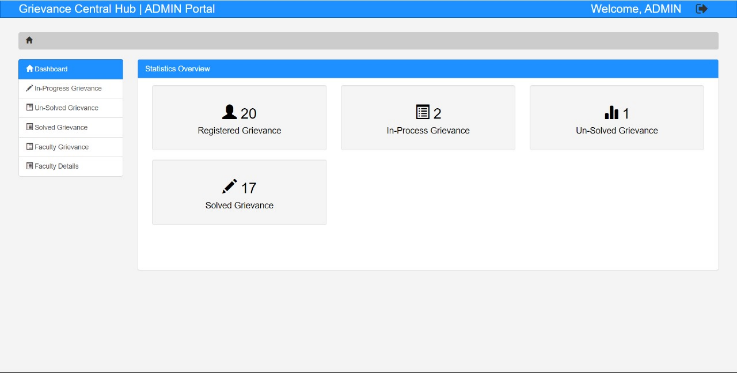 Grievance Central Hub | ADMIN Portal
Welcome, ADMIN
Dashboard
In-Progress Grievance
Un-Solved Grievance
Solved Grievance
Faculty Grievance
Faculty Details
Statistics Overview
20
Registered Grievance
2
In-Process Grievance
1
Un-Solved Grievance
17
Solved Grievance